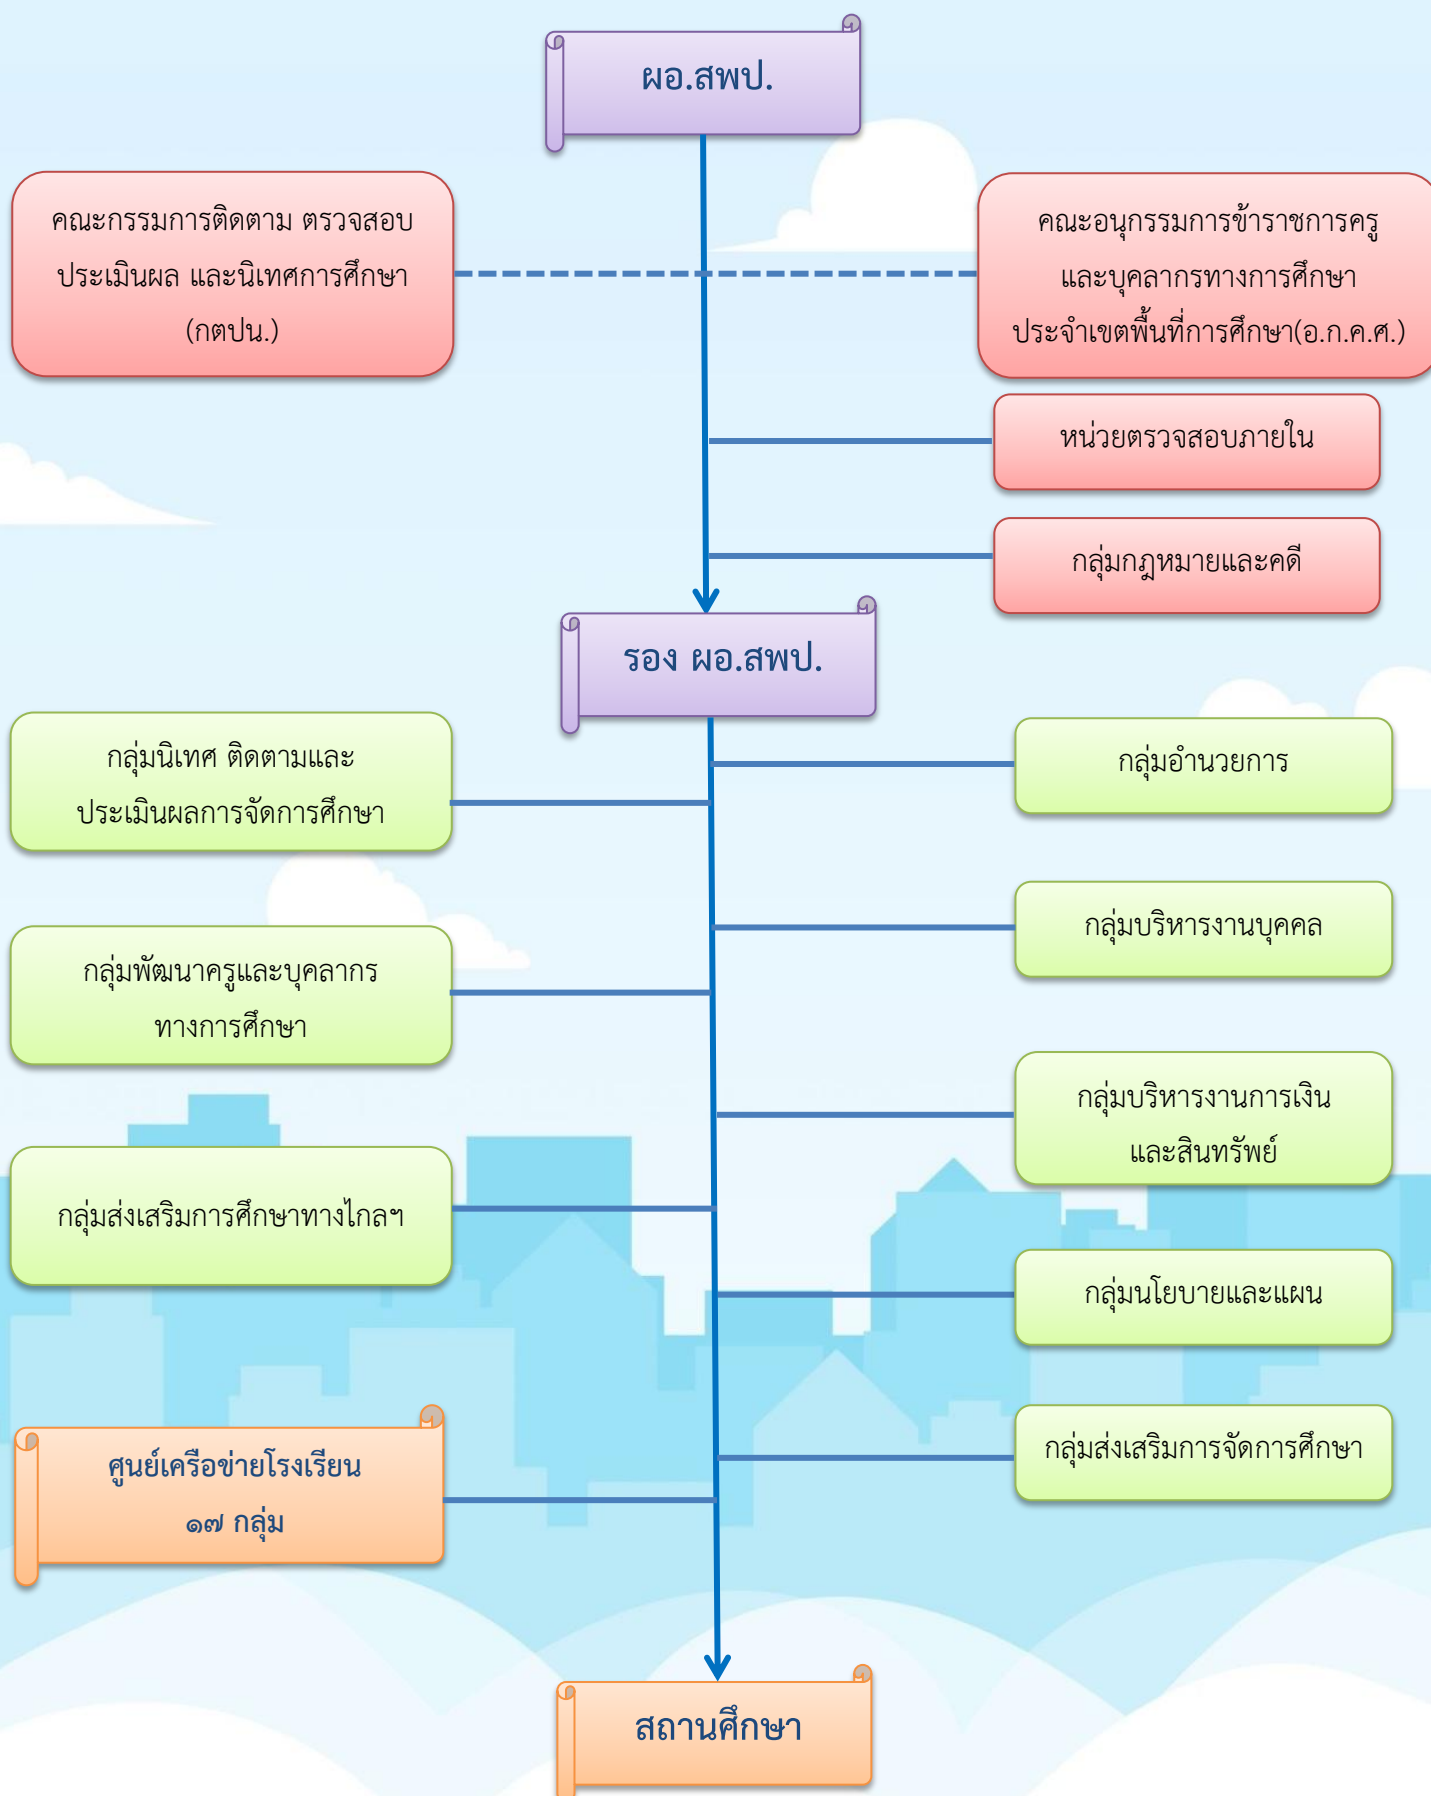 ผอ.สพป.
คณะกรรมการติดตาม ตรวจสอบ
ประเมินผล และนิเทศการศึกษา
(กตปน.)
คณะอนุกรรมการข้าราชการครู
และบุคลากรทางการศึกษา
ประจำเขตพื้นที่การศึกษา(อ.ก.ค.ศ.)
หน่วยตรวจสอบภายใน
กลุ่มกฎหมายและคดี
รอง ผอ.สพป.
กลุ่มนิเทศ ติดตามและ
ประเมินผลการจัดการศึกษา
กลุ่มอำนวยการ
กลุ่มบริหารงานบุคคล
กลุ่มพัฒนาครูและบุคลากร
ทางการศึกษา
กลุ่มบริหารงานการเงิน
และสินทรัพย์
กลุ่มส่งเสริมการศึกษาทางไกลฯ
กลุ่มนโยบายและแผน
กลุ่มส่งเสริมการจัดการศึกษา
ศูนย์เครือข่ายโรงเรียน
๑๗ กลุ่ม
สถานศึกษา